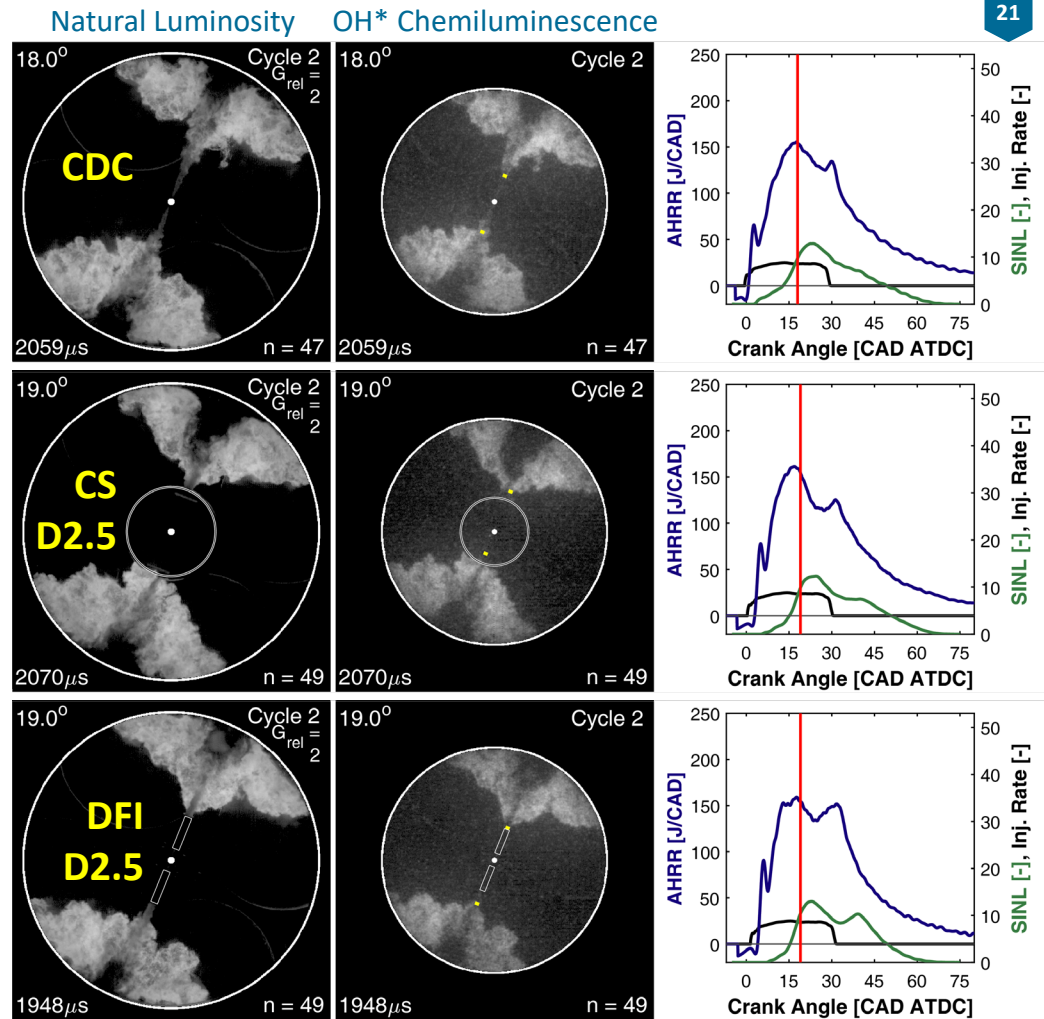 Natural Luminosity OH* Chemiluminescence
21
18.0° Cycle 2
G rel =
2
CDC
2059μs n = 47
18.0° Cycle 2
2059μs n = 47
250
200
150
100
50
0
AHRR [J/CAD]
50
40
30
20
10
0
SINL [-], Inj. Rate [-]
0 15 30 45 60 75
Crank Angle [CAD ATDC]
19.0° Cycle 2
G rel =
2
CS
D2.5
2070μs n = 49
19.0° Cycle 2
2070μs n = 49
250
200
150
100
50
0
AHRR [J/CAD]
50
40
30
20
10
0
SINL [-], Inj. Rate [-]
0 15 30 45 60 75
Crank Angle [CAD ATDC]
19.0° Cycle 2
G rel =
2
DFI
D2.5
1948μs n = 49
19.0° Cycle 2
1948μs n = 49
250
200
150
100
50
0
AHRR [J/CAD]
50
40
30
20
10
0
SINL [-], Inj. Rate [-]
0 15 30 45 60 75
Crank Angle [CAD ATDC]